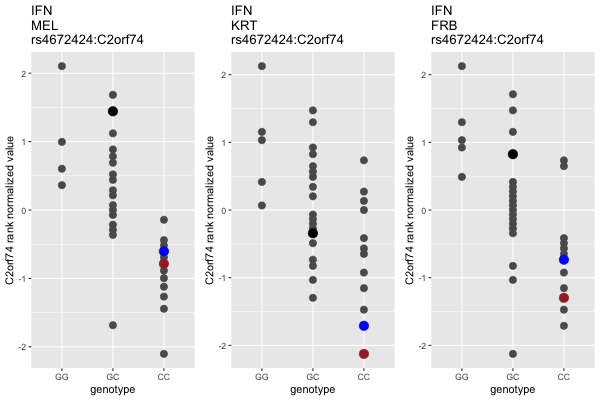 IFN
MEL
rs4672424:C2orf74
C2orf74 rank normalized value
2
1
0
-1
-2
GG
GC
CC
genotype
IFN
KRT
rs4672424:C2orf74
C2orf74 rank normalized value
2
1
0
-1
-2
GG
GC
CC
genotype
IFN
FRB
rs4672424:C2orf74
C2orf74 rank normalized value
2
1
0
-1
-2
GG
GC
CC
genotype